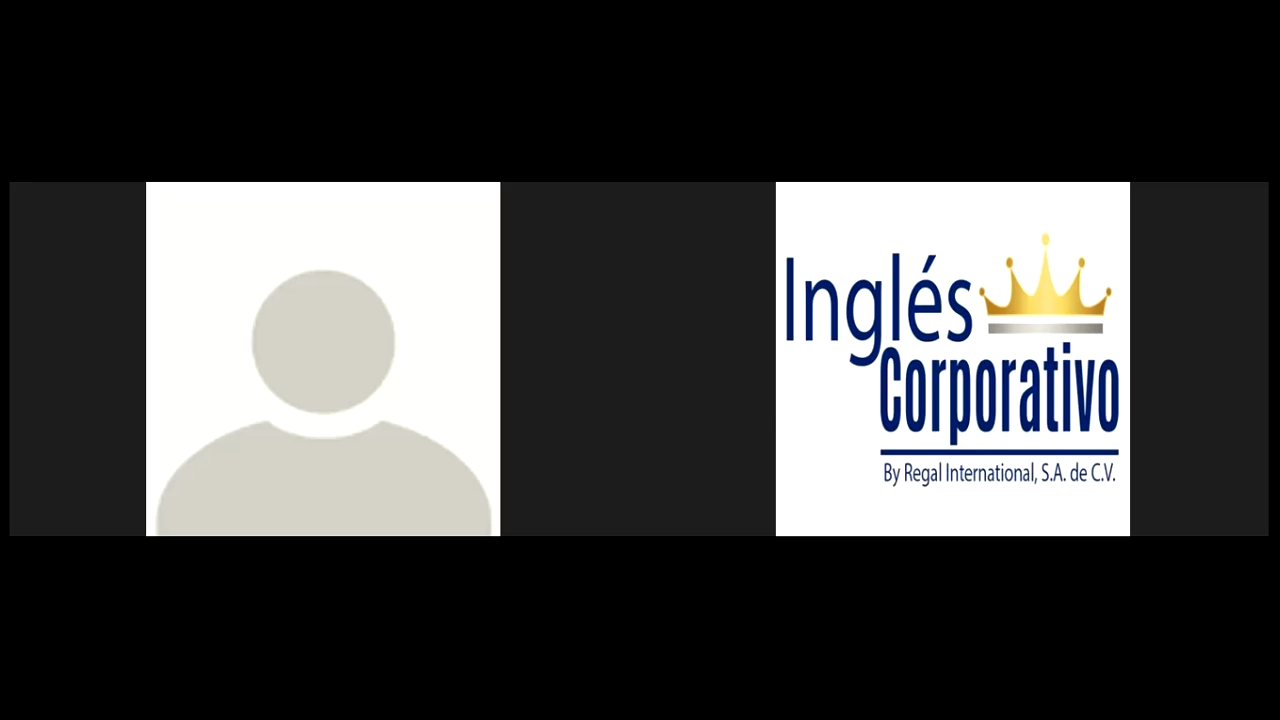 Inglés
Corporativo
By Regal International, S.A. de C.V.